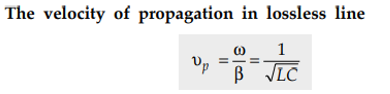 The velocity of propagation in lossless line
υₚ = ω/β = 1/√LC